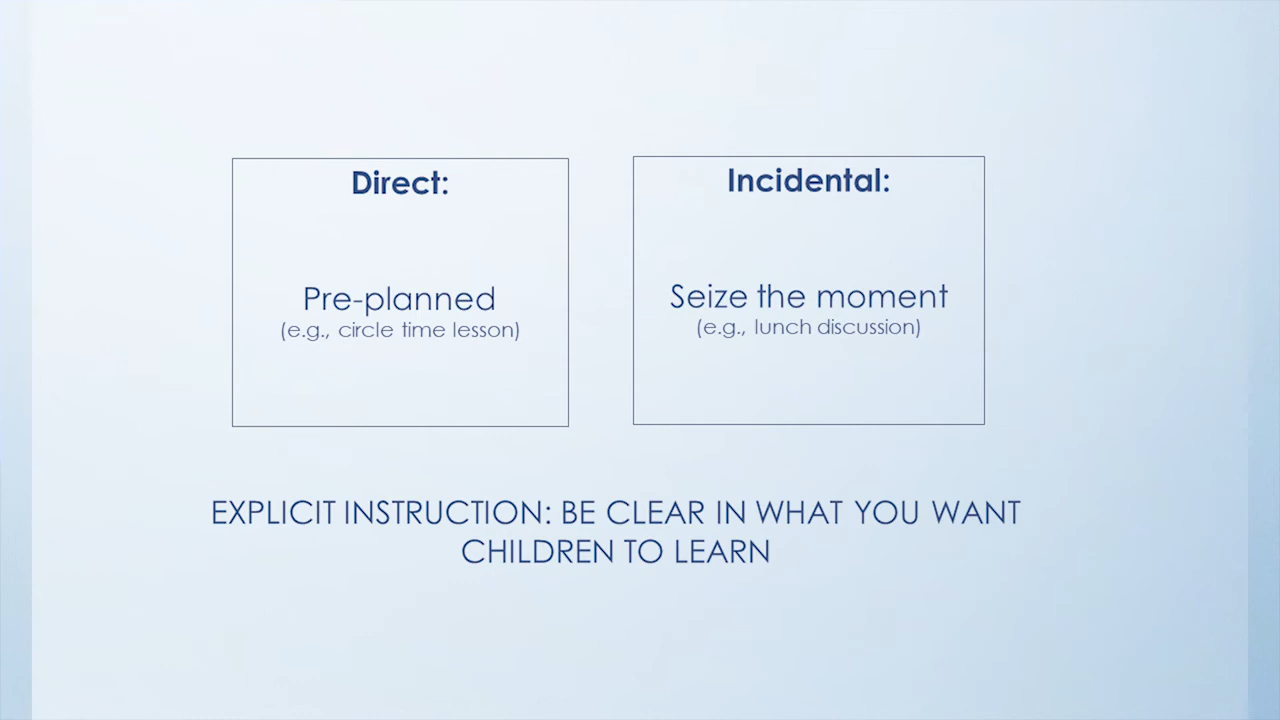 Direct:
Pre-planned
(e.g., circle time lesson)
Incidental:
Seize the moment
(e.g., lunch discussion)
EXPLICIT INSTRUCTION: BE CLEAR IN WHAT YOU WANT
CHILDREN TO LEARN